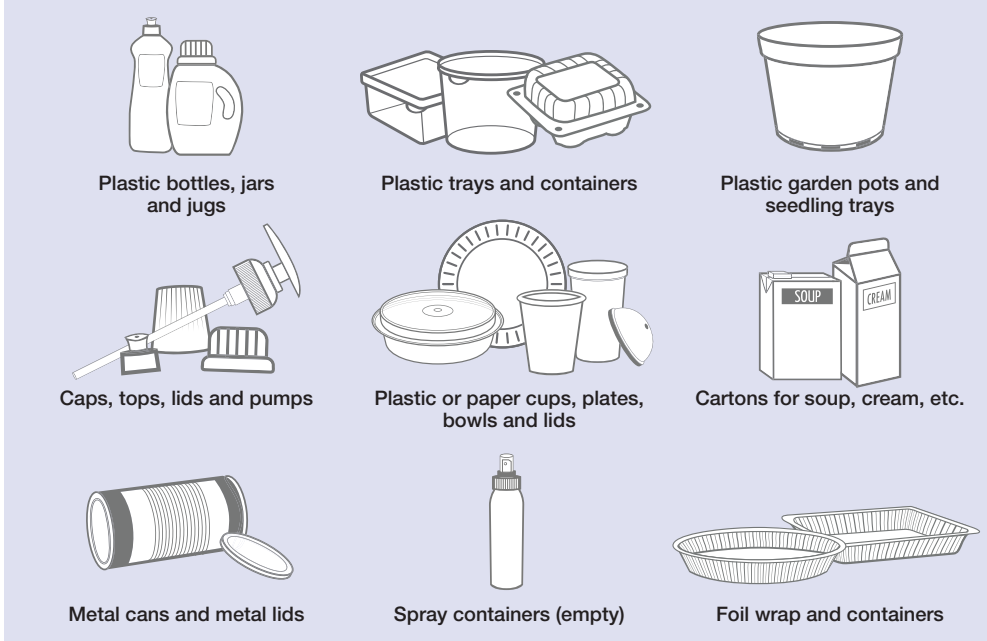 Plastic bottles, jars
and jugs
Plastic trays and containers
Plastic garden pots and
seedling trays
SOUP
CREAM
Caps, tops, lids and pumps
Plastic or paper cups, plates,
bowls and lids
Cartons for soup, cream, etc.
Metal cans and metal lids
Spray containers (empty)
Foil wrap and containers